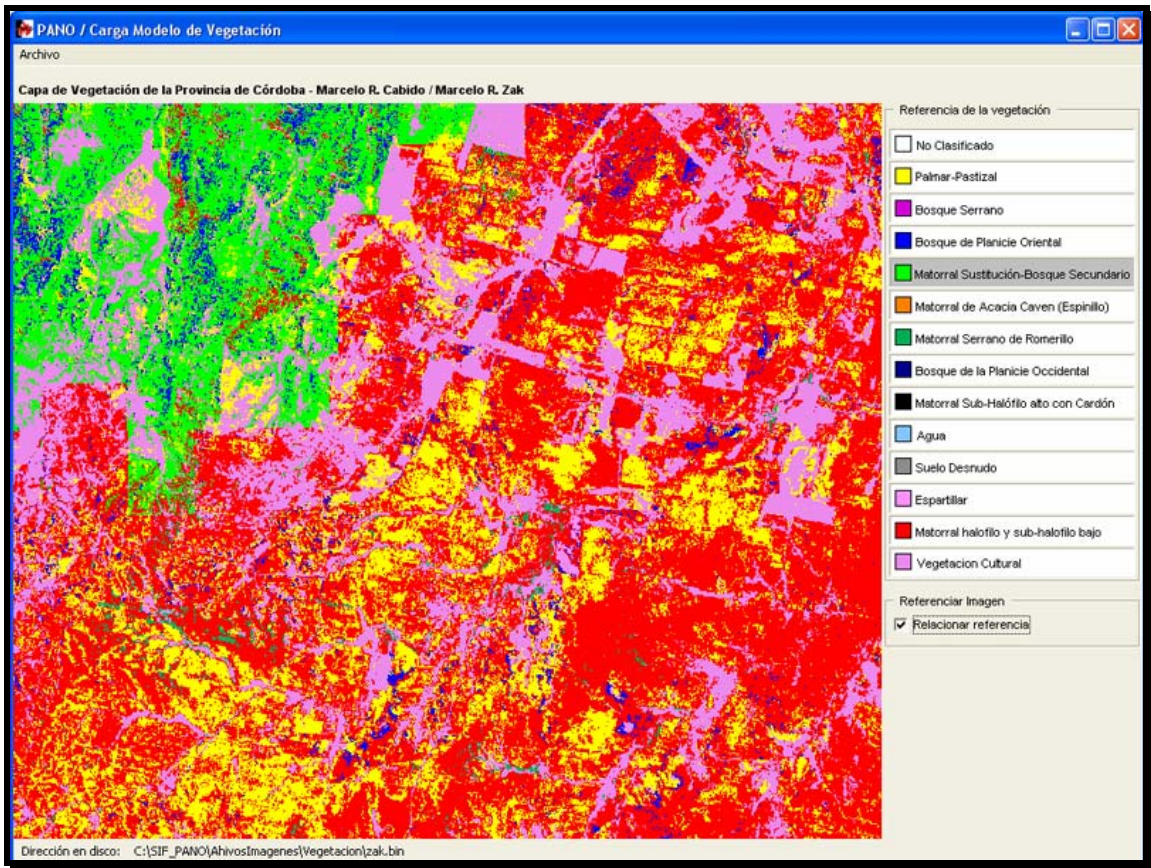 PANO / Carga Modelo de Vegetación
Archivo
Capa de Vegetación de la Provincia de Córdoba - Marcelo R. Cabido / Marcelo R. Zak
Referencia de la vegetación
No Clasificado
Palmar-Pastizal
Bosque Serrano
Bosque de Planicie Oriental
Matorral Sustitución-Bosque Secundario
Matorral de Acacia Caven (Espinillo)
Matorral Serrano de Romerillo
Bosque de la Planicie Occidental
Matorral Sub-Halófilo alto con Cardón
Agua
Suelo Desnudo
Espartillar
Matorral halofilo y sub-halofilo bajo
Vegetacion Cultural
Referenciar Imagen
Relacionar referencia
Dirección en disco: C:\SIF_PANO\AhivosImagenes\Vegetacion\zak.bin